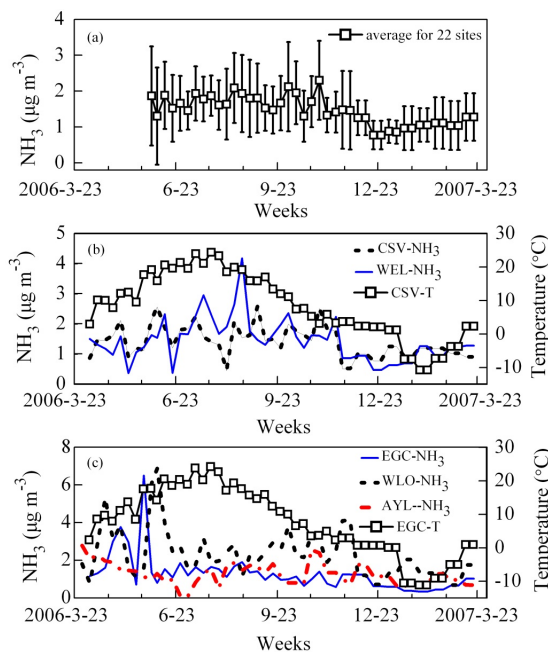 (a)
average for 22 sites
NH3 (μg m-3)
4
3
2
1
0
2006-3-23
6-23
9-23
12-23
2007-3-23
Weeks
(b)
CSV-NH3
WEL-NH3
CSV-T
NH3 (μg m-3)
5
4
3
2
1
0
Temperature (°C)
30
20
10
0
-10
2006-3-23
6-23
9-23
12-23
2007-3-23
Weeks
(c)
EGC-NH3
WLO-NH3
AYL--NH3
EGC-T
NH3 (μg m-3)
8
6
4
2
0
Temperature (°C)
30
20
10
0
-10
2006-3-23
6-23
9-23
12-23
2007-3-23
Weeks